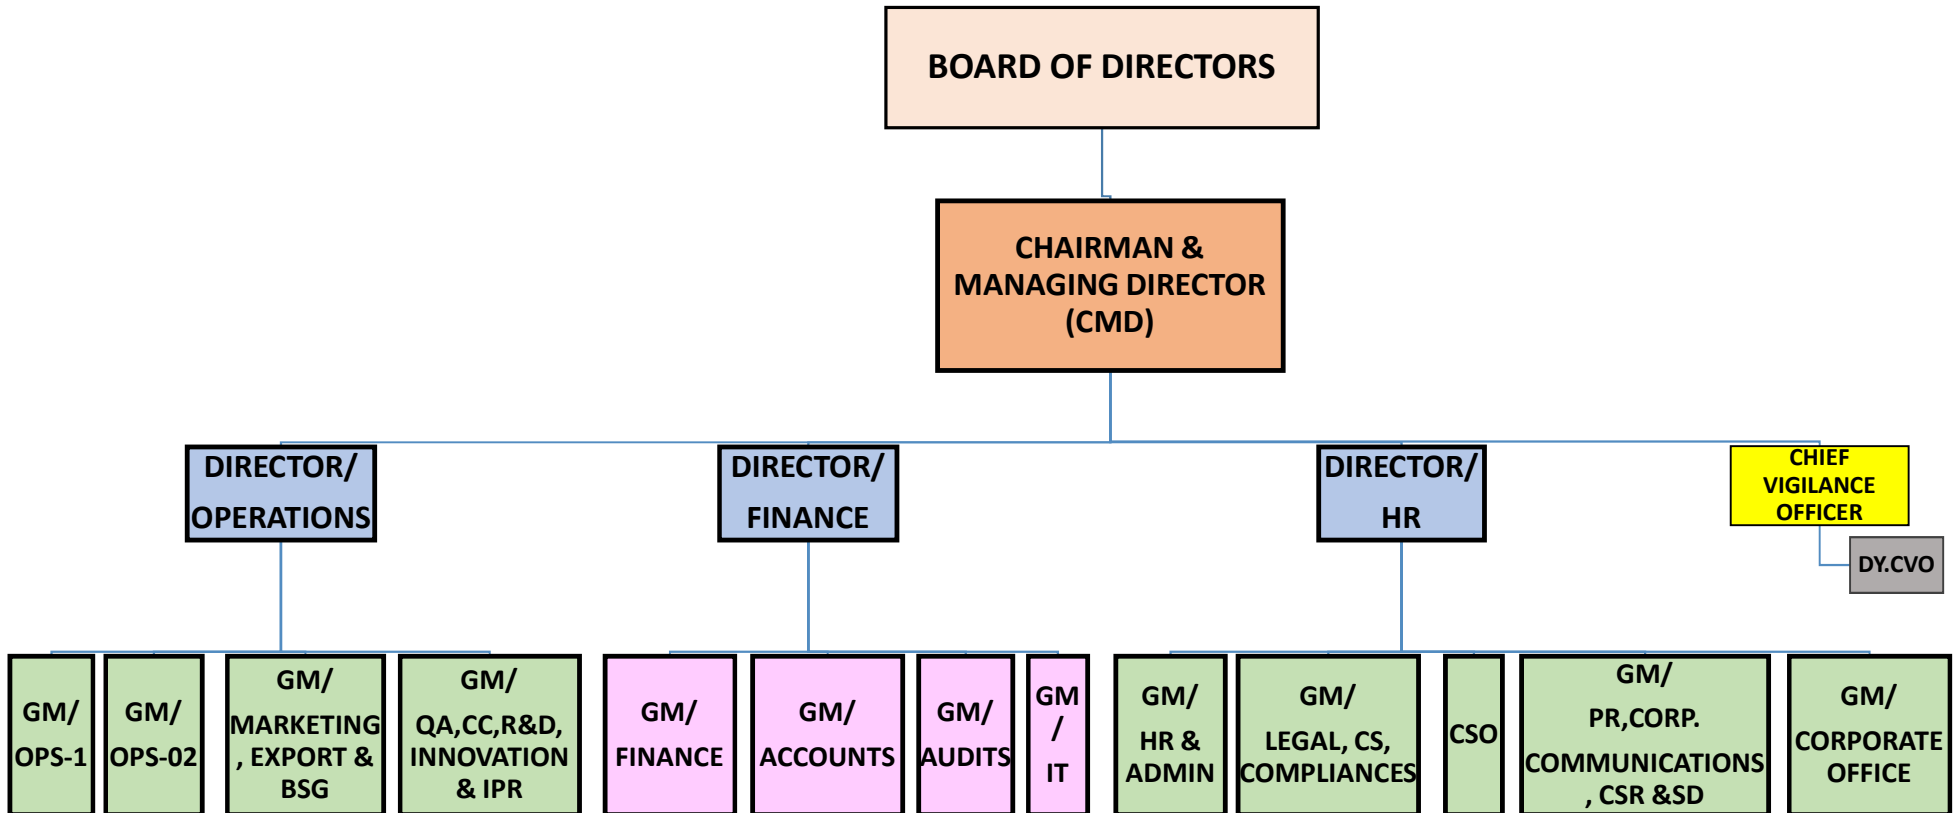 BOARD OF DIRECTORS
CHAIRMAN &
MANAGING DIRECTOR
(CMD)
DIRECTOR/
OPERATIONS
DIRECTOR/
FINANCE
DIRECTOR/
HR
CHIEF
VIGILANCE
OFFICER
DY.CVO
GM/
OPS-1
GM/
OPS-02
GM/
MARKETING
, EXPORT &
BSG
GM/
QA,CC,R&D,
INNOVATION
& IPR
GM/
FINANCE
GM/
ACCOUNTS
GM/
AUDITS
GM
/
IT
GM/
HR &
ADMIN
GM/
LEGAL, CS,
COMPLIANCES
CSO
GM/
PR,CORP.
COMMUNICATIONS
, CSR &SD
GM/
CORPORATE
OFFICE